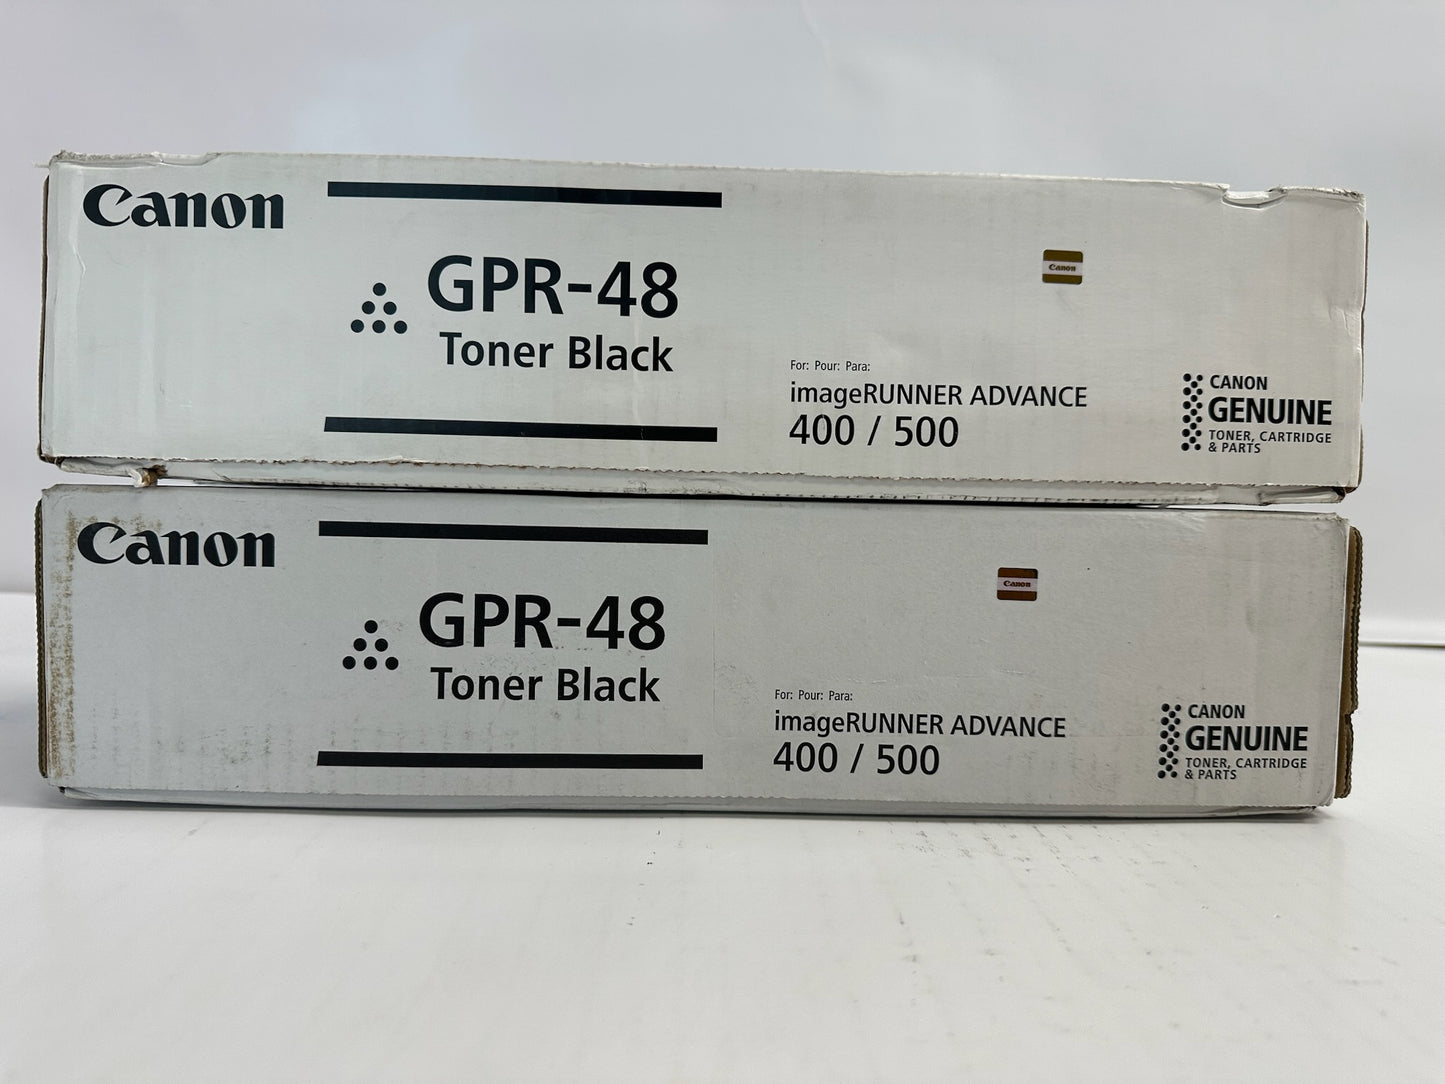 Canon
GPR-48
Toner Black
Canon
For: Pour: Para:
imageRUNNER ADVANCE
400 / 500
CANON
GENUINE
TONER, CARTRIDGE
& PARTS
Canon
GPR-48
Toner Black
Canon
For: Pour: Para:
imageRUNNER ADVANCE
400 / 500
CANON
GENUINE
TONER, CARTRIDGE
& PARTS